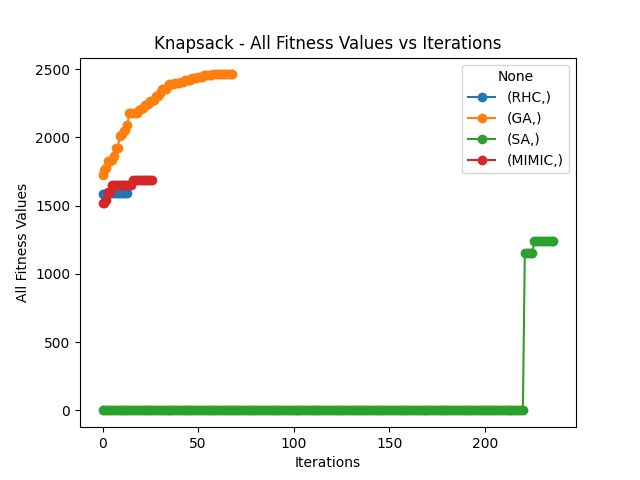 Knapsack - All Fitness Values vs Iterations
All Fitness Values
2500
2000
1500
1000
500
0
0 50 100 150 200
Iterations
None
(RHC,)
(GA,)
(SA,)
(MIMIC,)